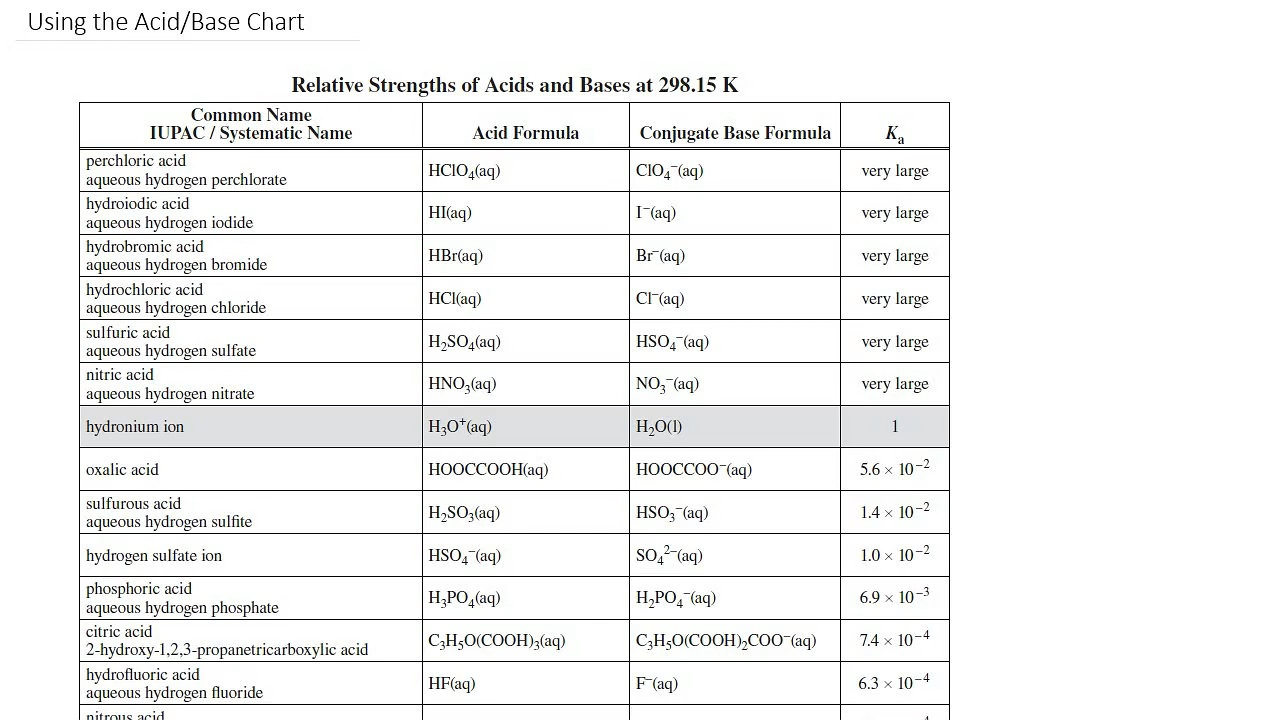 Using the Acid/Base Chart
Relative Strengths of Acids and Bases at 298.15 K
Common Name
IUPAC / Systematic Name
Acid Formula
Conjugate Base Formula
Kₐ
perchloric acid
aqueous hydrogen perchlorate
HClO₄(aq)
ClO₄⁻(aq)
very large
hydroiodic acid
aqueous hydrogen iodide
HI(aq)
I⁻(aq)
very large
hydrobromic acid
aqueous hydrogen bromide
HBr(aq)
Br⁻(aq)
very large
hydrochloric acid
aqueous hydrogen chloride
HCl(aq)
Cl⁻(aq)
very large
sulfuric acid
aqueous hydrogen sulfate
H₂SO₄(aq)
HSO₄⁻(aq)
very large
nitric acid
aqueous hydrogen nitrate
HNO₃(aq)
NO₃⁻(aq)
very large
hydronium ion
H₃O⁺(aq)
H₂O(l)
1
oxalic acid
HOOCCOOH(aq)
HOOCCOO⁻(aq)
5.6 × 10⁻²
sulfurous acid
aqueous hydrogen sulfite
H₂SO₃(aq)
HSO₃⁻(aq)
1.4 × 10⁻²
hydrogen sulfate ion
HSO₄⁻(aq)
SO₄²⁻(aq)
1.0 × 10⁻²
phosphoric acid
aqueous hydrogen phosphate
H₃PO₄(aq)
H₂PO₄⁻(aq)
6.9 × 10⁻³
citric acid
2-hydroxy-1,2,3-propanetricarboxylic acid
C₃H₅O(COOH)₃(aq)
C₃H₅O(COOH)₂COO⁻(aq)
7.4 × 10⁻⁴
hydrofluoric acid
aqueous hydrogen fluoride
HF(aq)
F⁻(aq)
6.3 × 10⁻⁴
nitrous acid